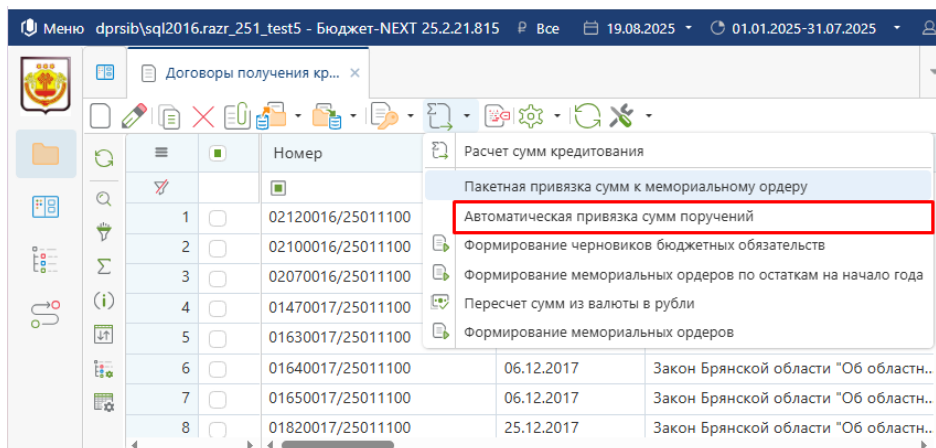 Меню dprsib\sql2016.razr_251_test5 - Бюджет-NEXT 25.2.21.815 ₽ Все 19.08.2025 01.01.2025-31.07.2025
Договоры получения кр... ×
Номер
Расчет сумм кредитования
Пакетная привязка сумм к мемориальному ордеру
Автоматическая привязка сумм поручений
Формирование черновиков бюджетных обязательств
Формирование мемориальных ордеров по остаткам на начало года
Пересчет сумм из валюты в рубли
Формирование мемориальных ордеров
1 02120016/25011100
2 02100016/25011100
3 02070016/25011100
4 01470017/25011100
5 01630017/25011100
6 01640017/25011100 06.12.2017 Закон Брянской области "Об областн..
7 01650017/25011100 06.12.2017 Закон Брянской области "Об областн..
8 01820017/25011100 25.12.2017 Закон Брянской области "Об областн..